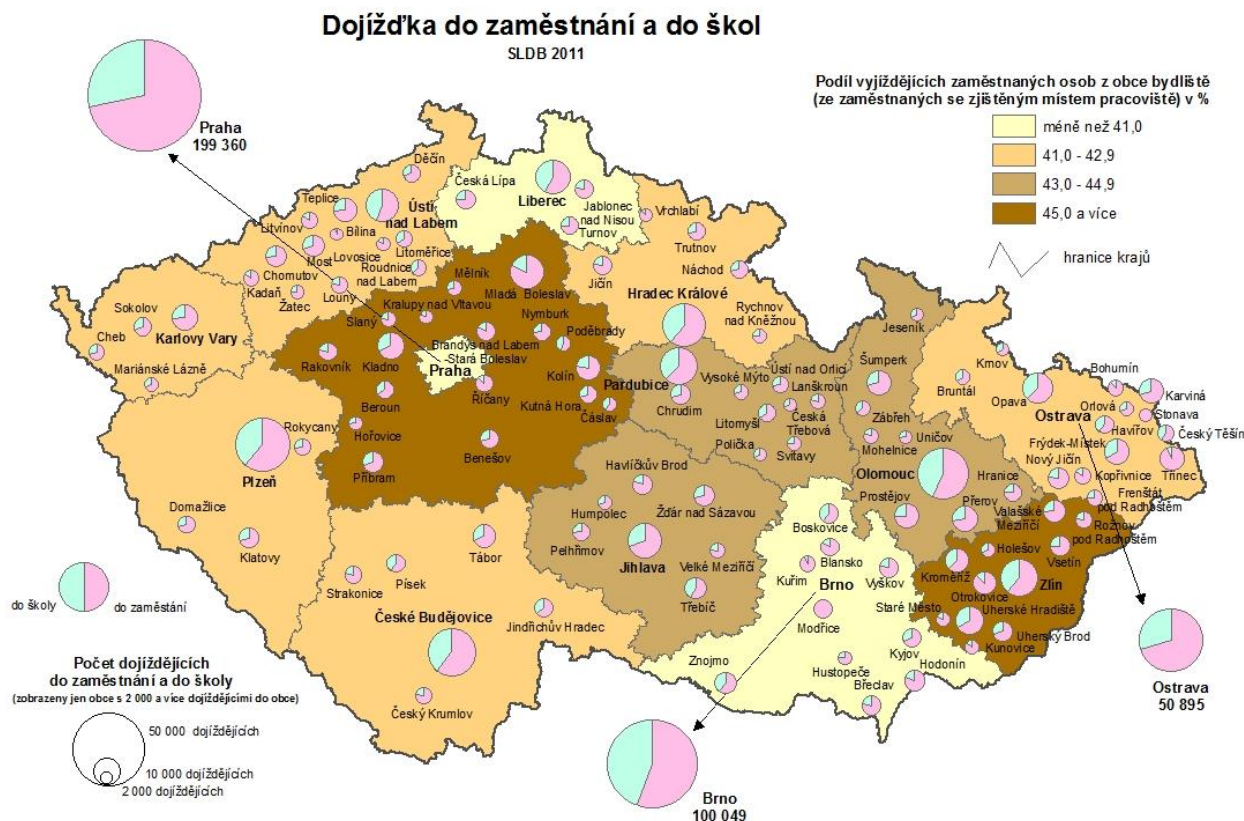 Dojížďka do zaměstnání a do škol
SLDB 2011
Podíl vyjíždějících zaměstnaných osob z obce bydliště
(ze zaměstnaných se zjištěným místem pracoviště) v %
méně než 41,0
41,0 - 42,9
43,0 - 44,9
45,0 a více
hranice krajů
Praha
199 360
Děčín
Teplice
Ústí
nad Labem
Litvínov
Bílina
Most
Lovosice
Litoměřice
Roudnice
nad Labem
Chomutov
Kadaň
Žatec
Louny
Česká Lípa
Liberec
Jablonec
nad Nisou
Turnov
Vrchlabí
Trutnov
Náchod
Jičín
Hradec Králové
Rychnov
nad Kněžnou
Sokolov
Cheb
Karlovy Vary
Mariánské Lázně
Mělník
Mladá Boleslav
Kralupy nad Vltavou
Nymburk
Slaný
Poděbrady
Brandýs nad Labem
Stará Boleslav
Praha
Rakovník
Kladno
Kolín
Říčany
Beroun
Kutná Hora
Čáslav
Hořovice
Benešov
Příbram
Rokycany
Plzeň
Domažlice
Klatovy
Pardubice
Vysoké Mýto
Ústí nad Orlicí
Lanškroun
Chrudim
Litomyšl
Česká
Třebová
Polička
Svitavy
Jeseník
Šumperk
Zábřeh
Mohelnice
Uničov
Olomouc
Hranice
Prostějov
Přerov
Krnov
Bruntál
Opava
Bohumín
Karviná
Ostrava
Orlová
Stonava
Havířov
Český Těšín
Frýdek-Místek
Nový Jičín
Kopřivnice
Třinec
Frenštát
pod Radhoštěm
Valašské
Meziříčí
Rožnov
pod Radhoštěm
Holešov
Vsetín
Kroměříž
Zlín
Otrokovice
Staré Město
Uherské Hradiště
Uherský Brod
Kunovice
Havlíčkův Brod
Humpolec
Žďár nad Sázavou
Pelhřimov
Jihlava
Velké Meziříčí
Třebíč
Boskovice
Blansko
Kuřim
Brno
Vyškov
Modřice
Kyjov
Hodonín
Hustopeče
Břeclav
Znojmo
Tábor
Písek
Strakonice
České Budějovice
Jindřichův Hradec
Český Krumlov
do školy
do zaměstání
Počet dojíždějících
do zaměstnání a do školy
(zobrazeny jen obce s 2 000 a více dojíždějícími do obce)
50 000 dojíždějících
10 000 dojíždějících
2 000 dojíždějících
Brno
100 049
Ostrava
50 895